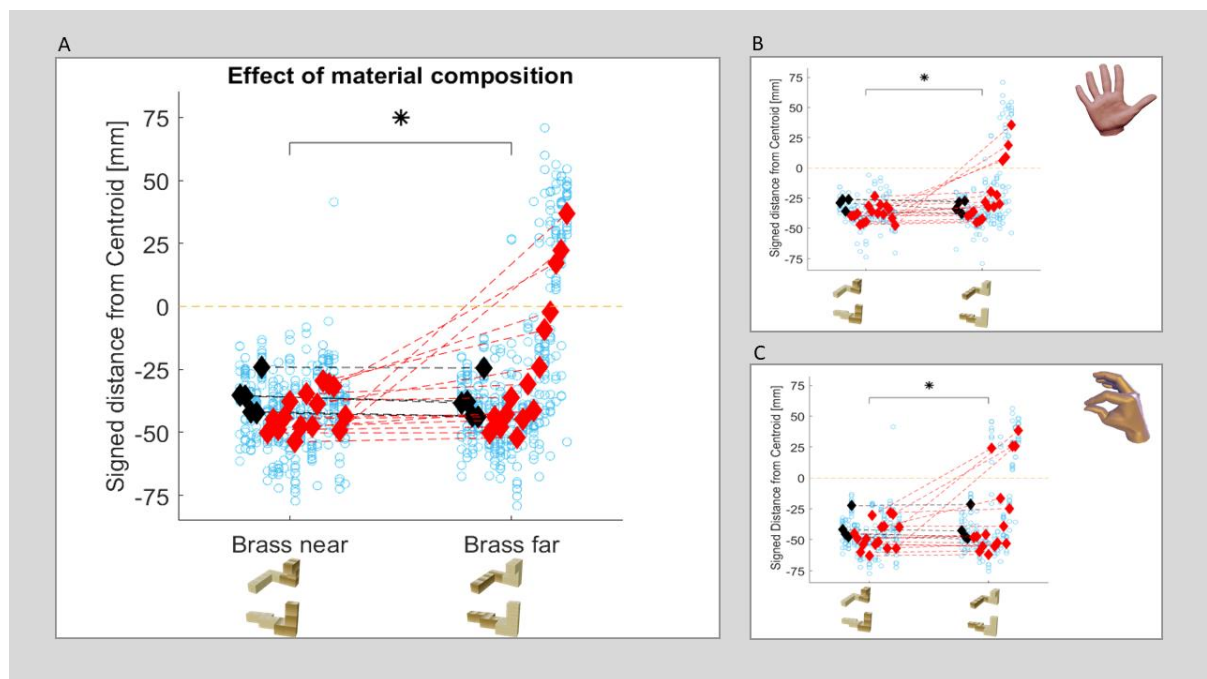 A
Effect of material composition
*
Signed distance from Centroid [mm]
75
50
25
0
-25
-50
-75
Brass near
Brass far
B
*
Signed distance from Centroid [mm]
75
50
25
0
-25
-50
-75
C
*
Signed Distance from Centroid [mm]
75
50
25
0
-25
-50
-75